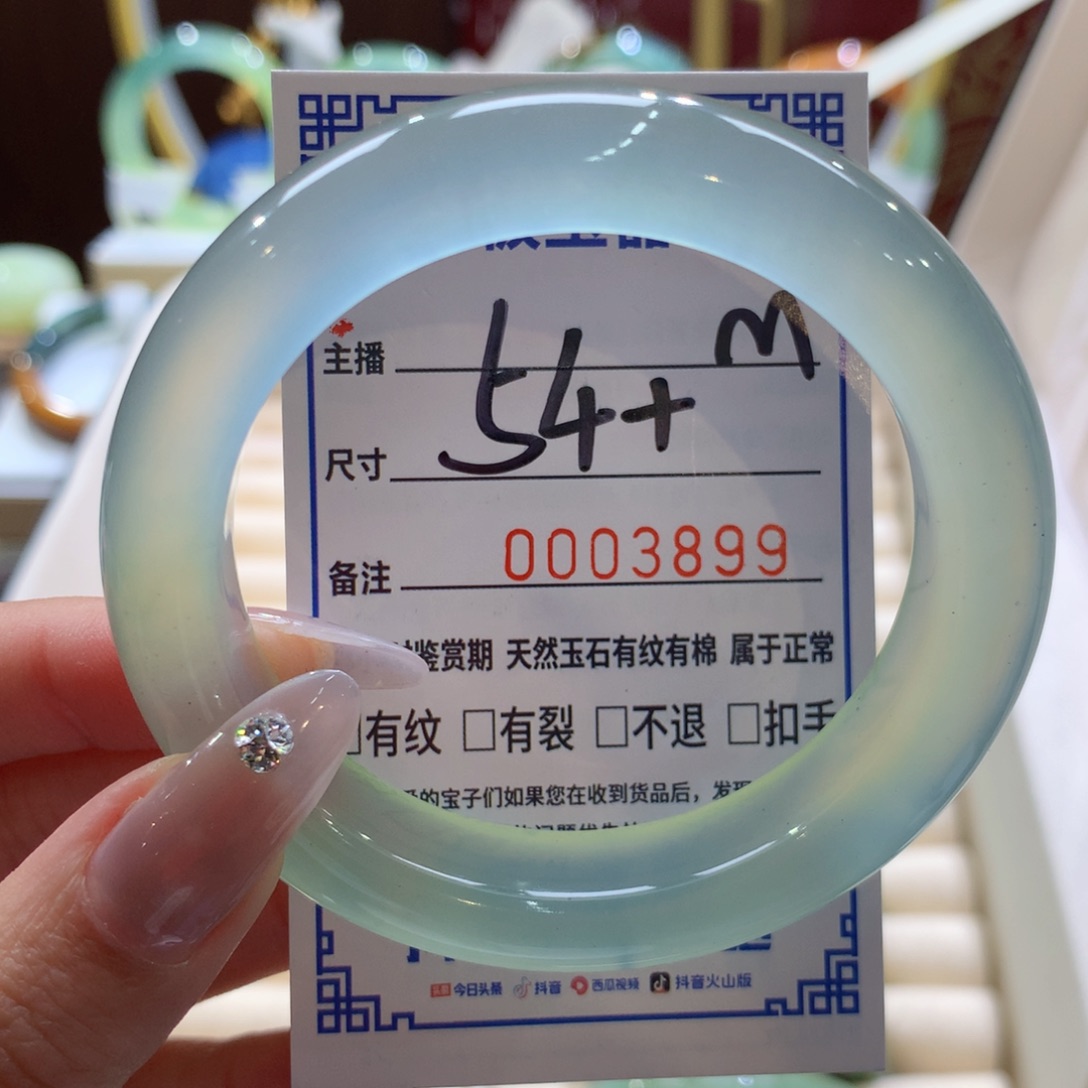 主播 M
尺寸 54+
备注 0003899
鉴赏期 天然玉石有纹有棉 属于正常
□有纹 □有裂 □不退 □扣手
的宝子们如果您在收到货品后，发现
头条 今日头条 抖音 西瓜视频 抖音火山版